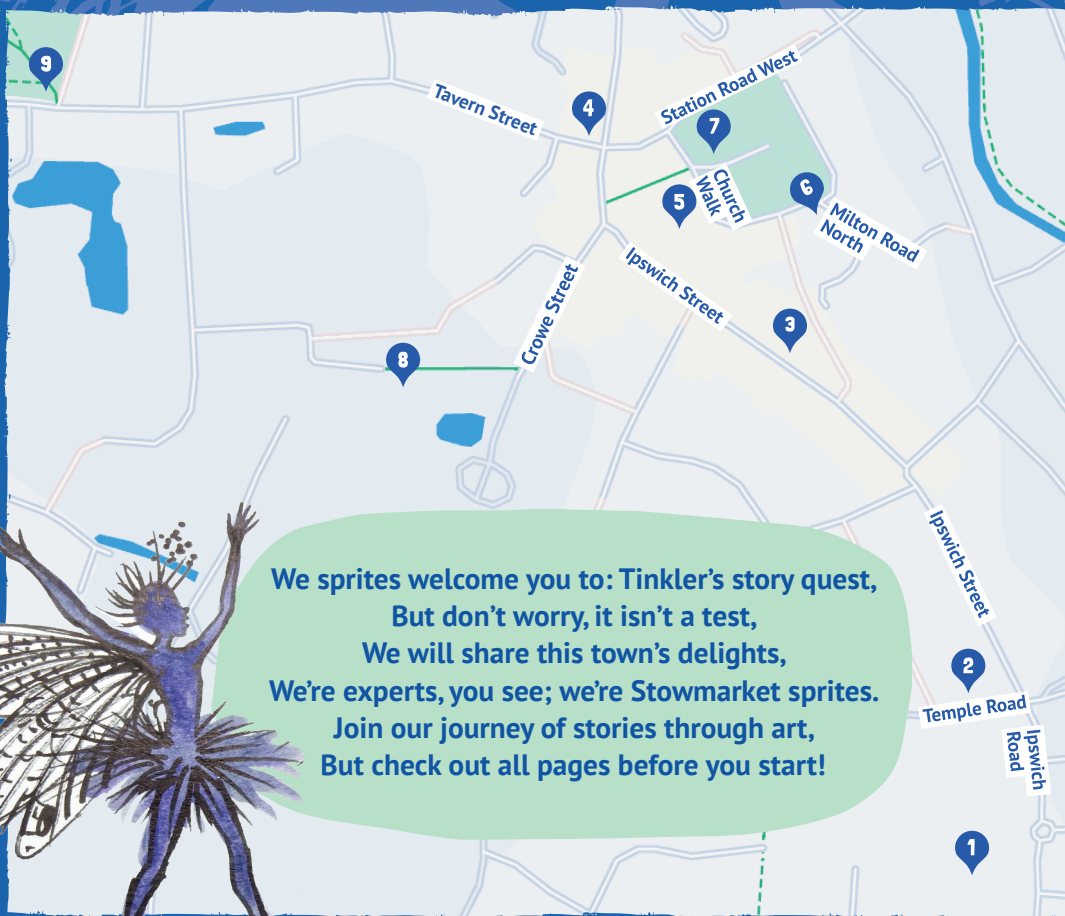 9
4
Station Road West
Tavern Street
7
6
Church
Walk
5
Milton Road
North
Ipswich Street
Crowe Street
3
8
Ipswich Street
We sprites welcome you to: Tinkler’s story quest,
But don’t worry, it isn’t a test,
We will share this town’s delights,
We’re experts, you see; we’re Stowmarket sprites.
Join our journey of stories through art,
But check out all pages before you start!
2
Temple Road
Ipswich
Road
1